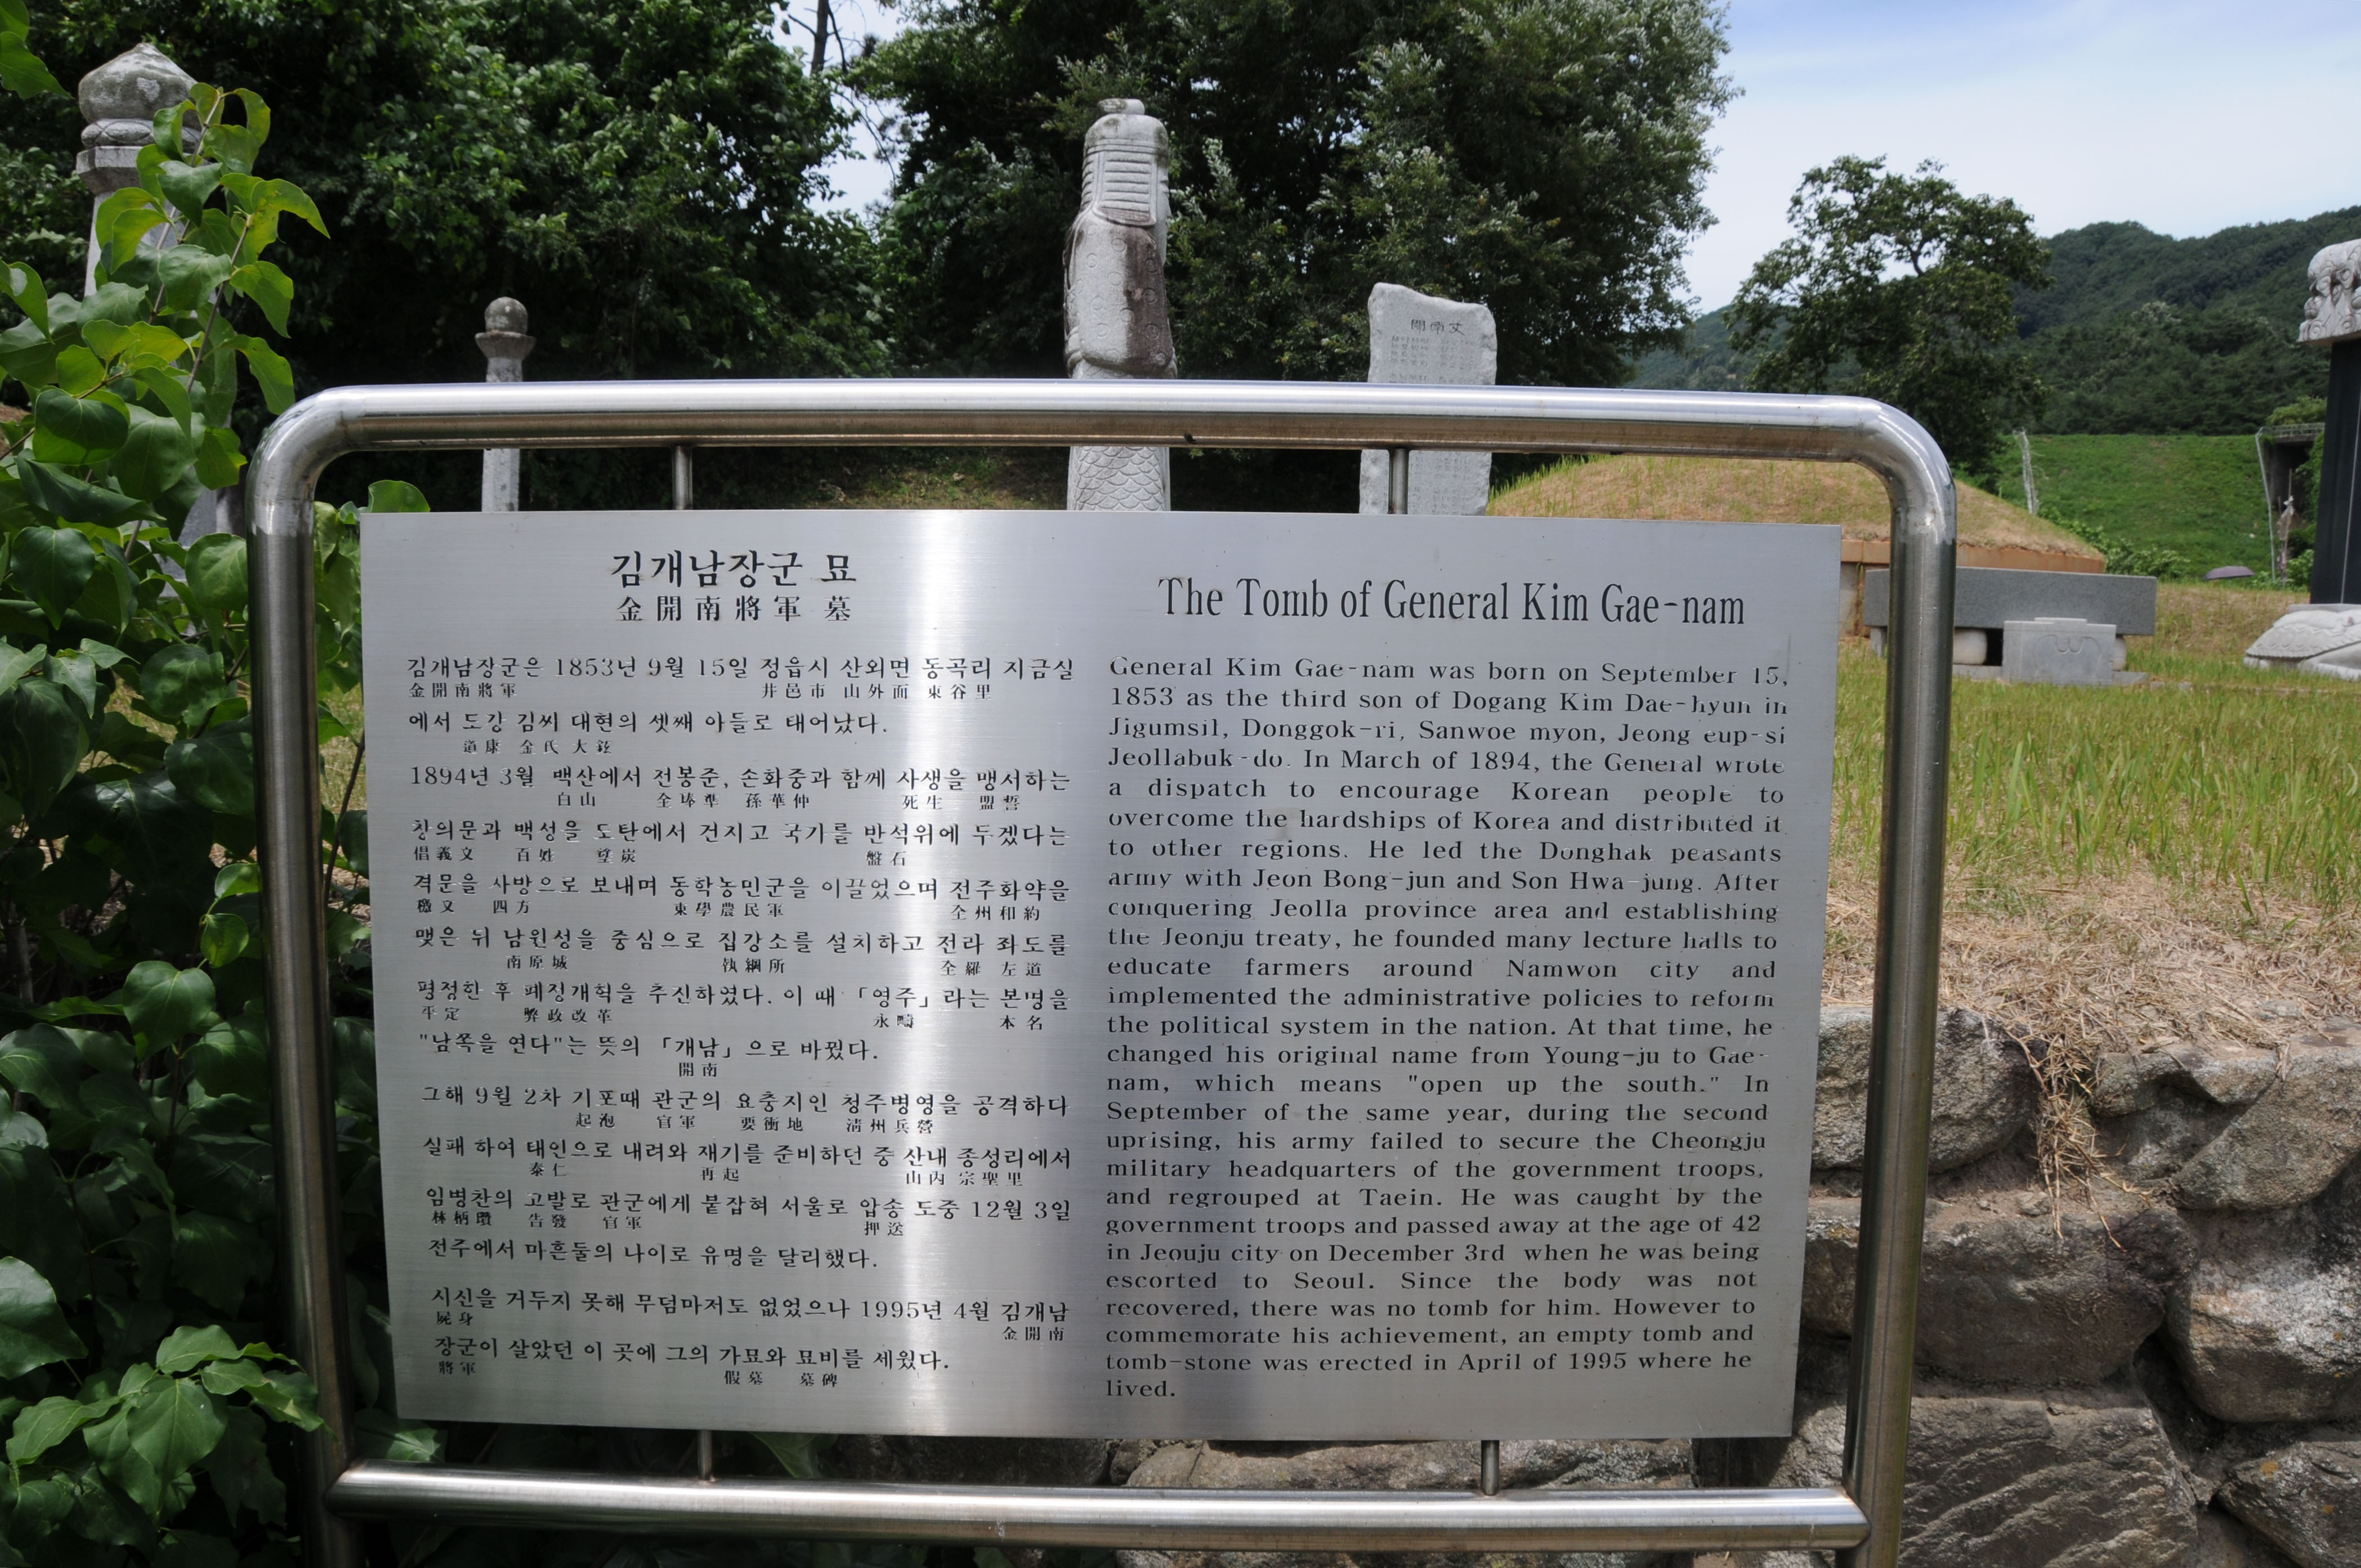 開南丈
김개남장군 묘
金開南將軍 墓
김개남장군은 1853년 9월 15일 정읍시 산외면 동곡리 지금실
金開南將軍 井邑市 山外面 東谷里
에서 도강 김씨 대현의 셋째 아들로 태어났다.
道康 金氏 大鉉
1894년 3월 백산에서 전봉준, 손화중과 함께 사생을 맹서하는
白山 全琫準 孫華仲 死生 盟誓
창의문과 백성을 도탄에서 건지고 국가를 반석위에 두겠다는
倡義文 百姓 盤石
격문을 사방으로 보내며 동학농민군을 이끌었으며 전주화약을
檄文 四方 東學農民軍 全州和約
맺은 뒤 남원성을 중심으로 집강소를 설치하고 전라 좌도를
南原城 執綱所 全羅 左道
평정한 후 폐정개혁을 추진하였다. 이 때 「영주」라는 본명을
平定 弊政改革 永疇 本名
"남쪽을 연다"는 뜻의 「개남」으로 바꿨다.
開南
그해 9월 2차 기포때 관군의 요충지인 청주병영을 공격하다
起泡 官軍 要衝地 淸州兵營
실패 하여 태인으로 내려와 재기를 준비하던 중 산내 종성리에서
泰仁 再起 山內 宗聖里
임병찬의 고발로 관군에게 붙잡혀 서울로 압송 도중 12월 3일
林柄瓚 告發 官軍 押送
전주에서 마흔둘의 나이로 유명을 달리했다.
시신을 거두지 못해 무덤마저도 없었으나 1995년 4월 김개남
屍身 金開南
장군이 살았던 이 곳에 그의 가묘와 묘비를 세웠다.
將軍 假墓 墓碑
The Tomb of General Kim Gae-nam
General Kim Gae-nam was born on September 15,
1853 as the third son of Dogang Kim Dae-hyun in
Jigumsil, Donggok-ri, Sanwoe myon, Jeong eup-si
Jeollabuk-do. In March of 1894, the General wrote
a dispatch to encourage Korean people to
overcome the hardships of Korea and distributed it
to other regions. He led the Donghak peasants
army with Jeon Bong-jun and Son Hwa-jung. After
conquering Jeolla province area and establishing
the Jeonju treaty, he founded many lecture halls to
educate farmers around Namwon city and
implemented the administrative policies to reform
the political system in the nation. At that time, he
changed his original name from Young-ju to Gae-
nam, which means "open up the south." In
September of the same year, during the second
uprising, his army failed to secure the Cheongju
military headquarters of the government troops,
and regrouped at Taein. He was caught by the
government troops and passed away at the age of 42
in Jeouju city on December 3rd when he was being
escorted to Seoul. Since the body was not
recovered, there was no tomb for him. However to
commemorate his achievement, an empty tomb and
tomb-stone was erected in April of 1995 where he
lived.